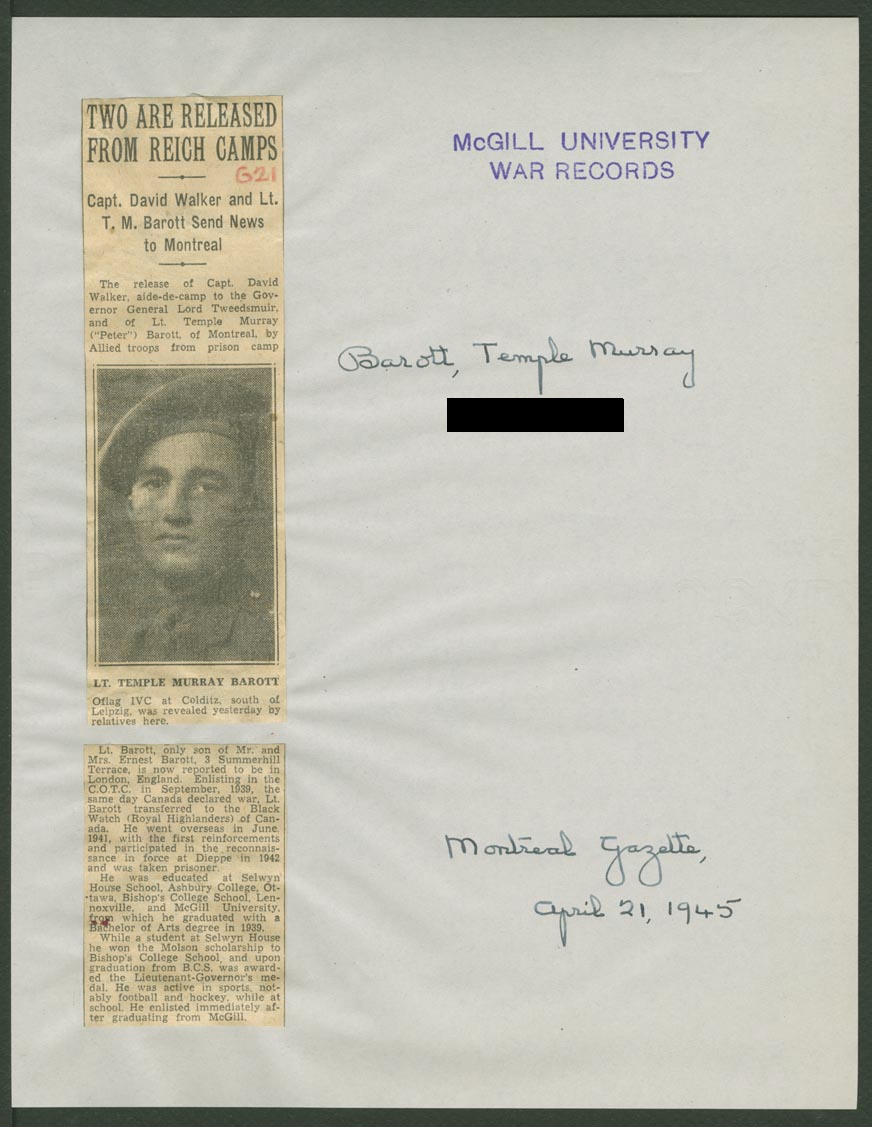 TWO ARE RELEASED
FROM REICH CAMPS
G21
Capt. David Walker and Lt.
T. M. Barott Send News
to Montreal
The release of Capt. David
Walker, aide-de-camp to the Gov-
ernor General Lord Tweedsmuir,
and of Lt. Temple Murray
("Peter") Barott, of Montreal, by
Allied troops from prison camp
LT. TEMPLE MURRAY BAROTT
Oflag IVC at Colditz, south of
Leipzig, was revealed yesterday by
relatives here.
Lt. Barott, only son of Mr. and
Mrs. Ernest Barott, 3 Summerhill
Terrace, is now reported to be in
London, England. Enlisting in the
C.O.T.C. in September, 1939, the
same day Canada declared war, Lt.
Barott transferred to the Black
Watch (Royal Highlanders) of Can-
ada. He went overseas in June,
1941, with the first reinforcements
and participated in the reconnais-
sance in force at Dieppe in 1942
and was taken prisoner.
He was educated at Selwyn
House School, Ashbury College, Ot-
tawa, Bishop's College School, Len-
noxville, and McGill University,
from which he graduated with a
Bachelor of Arts degree in 1939.
While a student at Selwyn House
he won the Molson scholarship to
Bishop's College School, and upon
graduation from B.C.S. was award-
ed the Lieutenant-Governor's me-
dal. He was active in sports, not-
ably football and hockey, while at
school. He enlisted immediately af-
ter graduating from McGill.
McGILL UNIVERSITY
WAR RECORDS
Barott, Temple Murray
Montreal Gazette,
April 21, 1945